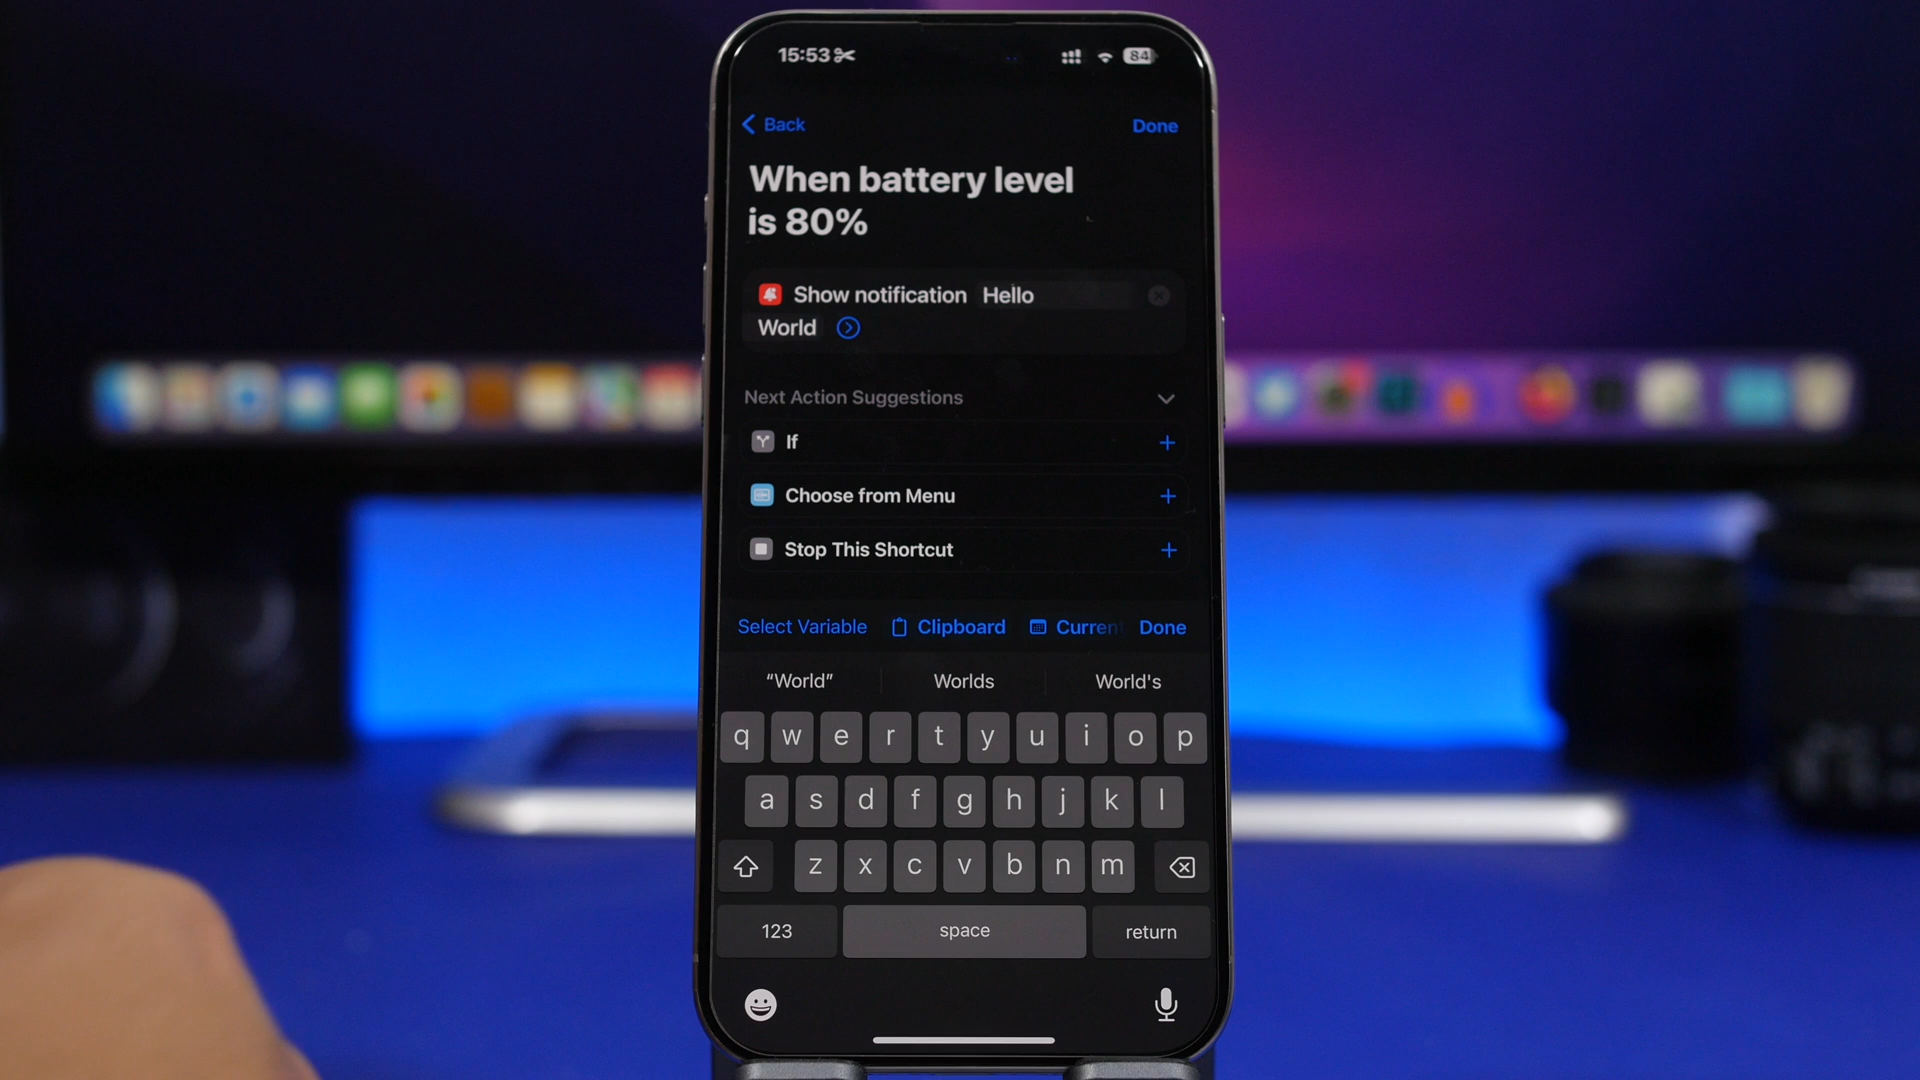 15:53 84
Back Done
When battery level
is 80%
Show notification Hello
World
Next Action Suggestions
If
Choose from Menu
Stop This Shortcut
Select Variable Clipboard Curren Done
“World” Worlds World's
q w e r t y u i o p
a s d f g h j k l
z x c v b n m
123 space return